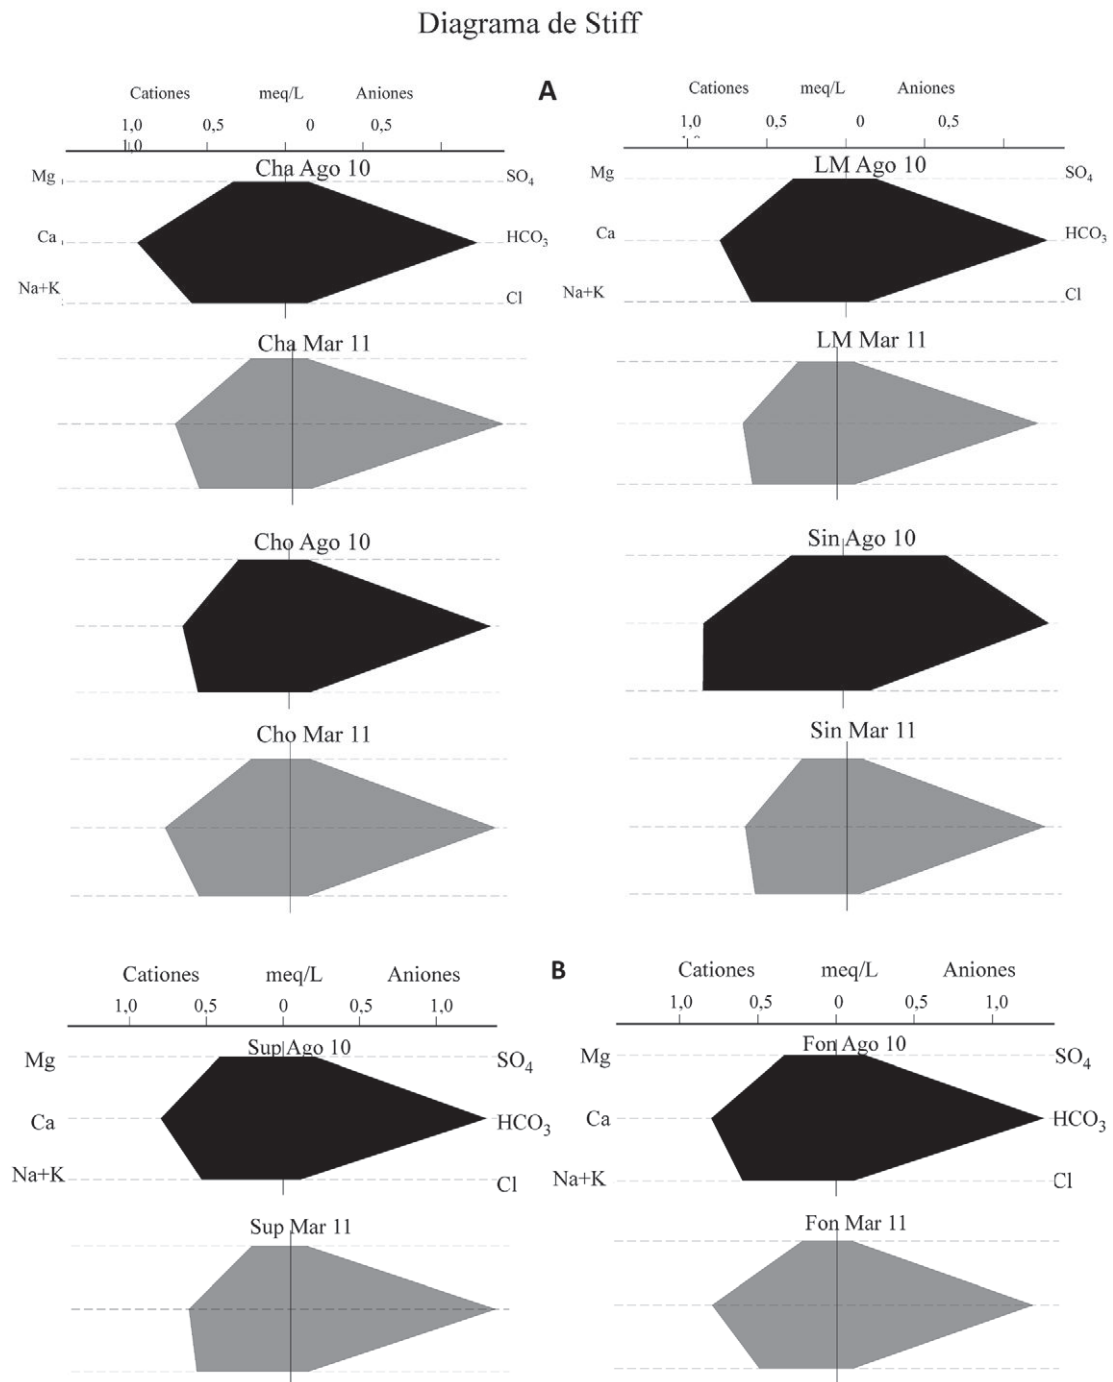 Diagrama de Stiff
A
Cationes meq/L Aniones
1,0 0,5 0 0,5
1,0
Cha Ago 10
Mg SO4
Ca HCO3
Na+K Cl
Cha Mar 11
Cho Ago 10
Cho Mar 11
Cationes meq/L Aniones
1,0 0,5 0 0,5
LM Ago 10
Mg SO4
Ca HCO3
Na+K Cl
LM Mar 11
Sin Ago 10
Sin Mar 11
B
Cationes meq/L Aniones
1,0 0,5 0 0,5 1,0
Sup Ago 10
Mg SO4
Ca HCO3
Na+K Cl
Sup Mar 11
Cationes meq/L Aniones
1,0 0,5 0 0,5 1,0
Fon Ago 10
Mg SO4
Ca HCO3
Na+K Cl
Fon Mar 11